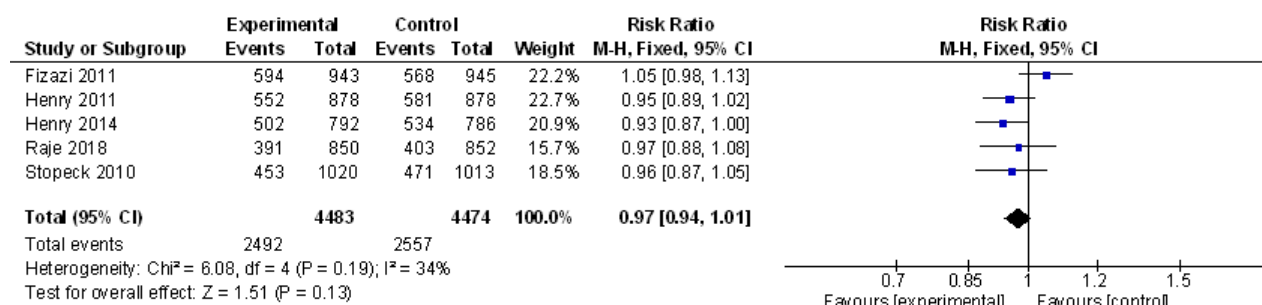 Experimental Control Risk Ratio Risk Ratio
Study or Subgroup Events Total Events Total Weight M-H, Fixed, 95% CI M-H, Fixed, 95% CI
Fizazi 2011 594 943 568 945 22.2% 1.05 [0.98, 1.13]
Henry 2011 552 878 581 878 22.7% 0.95 [0.89, 1.02]
Henry 2014 502 792 534 786 20.9% 0.93 [0.87, 1.00]
Raje 2018 391 850 403 852 15.7% 0.97 [0.88, 1.08]
Stopeck 2010 453 1020 471 1013 18.5% 0.96 [0.87, 1.05]
Total (95% CI) 4483 4474 100.0% 0.97 [0.94, 1.01]
Total events 2492 2557
Heterogeneity: Chi² = 6.08, df = 4 (P = 0.19); I² = 34%
Test for overall effect: Z = 1.51 (P = 0.13)
0.7 0.85 1 1.2 1.5
Favours [experimental] Favours [control]